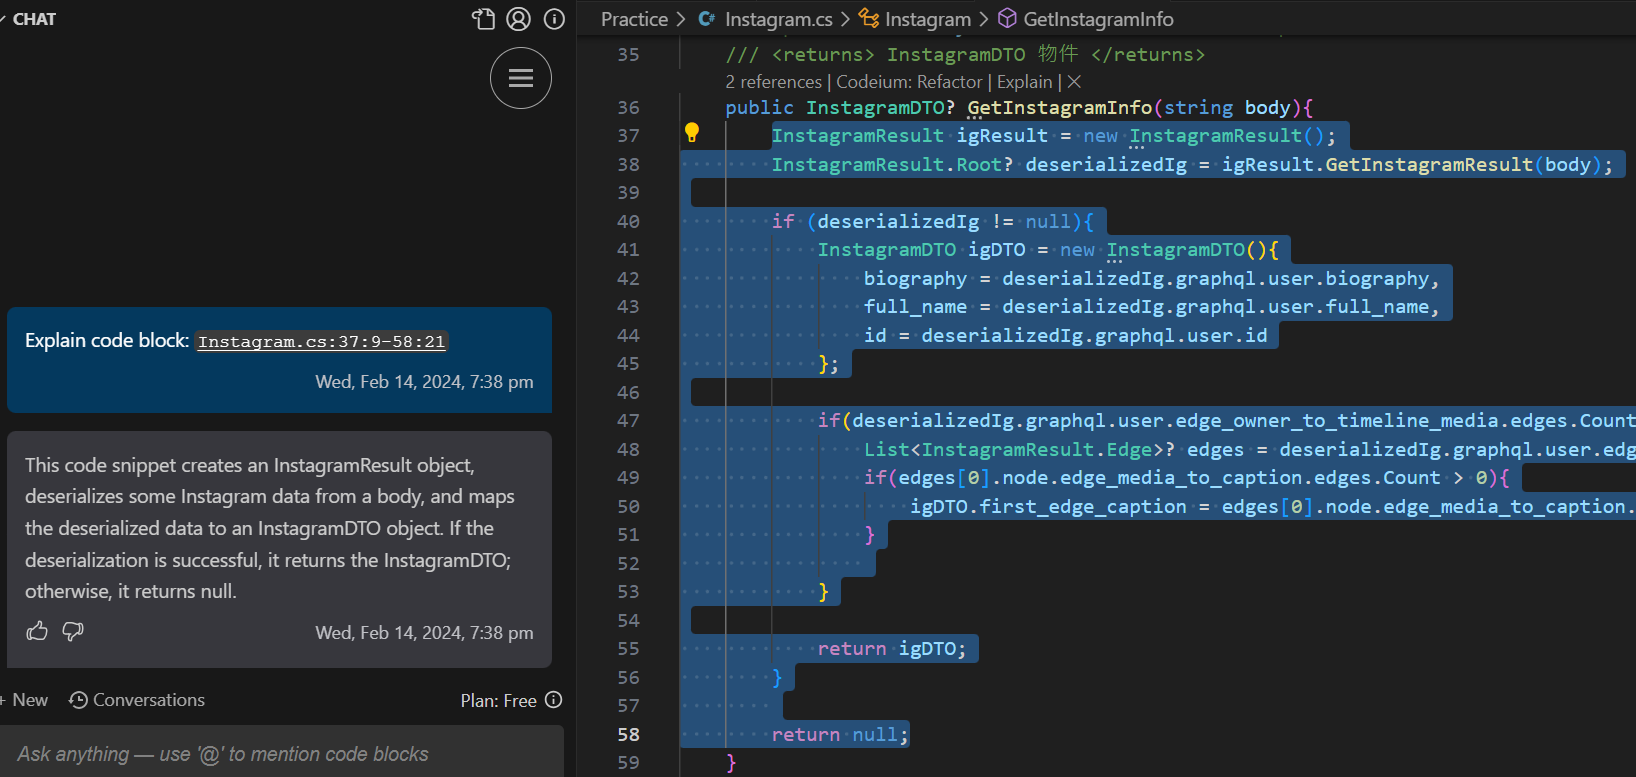 CHAT
Explain code block: Instagram.cs:37:9-58:21
Wed, Feb 14, 2024, 7:38 pm
This code snippet creates an InstagramResult object,
deserializes some Instagram data from a body, and maps
the deserialized data to an InstagramDTO object. If the
deserialization is successful, it returns the InstagramDTO;
otherwise, it returns null.
Wed, Feb 14, 2024, 7:38 pm
+ New Conversations Plan: Free
Ask anything — use '@' to mention code blocks
Practice > Instagram.cs > Instagram > GetInstagramInfo
35 /// <returns> InstagramDTO 物件 </returns>
2 references | Codeium: Refactor | Explain | X
36 public InstagramDTO? GetInstagramInfo(string body){
37 InstagramResult igResult = new InstagramResult();
38 InstagramResult.Root? deserializedIg = igResult.GetInstagramResult(body);
39
40 if (deserializedIg != null){
41 InstagramDTO igDTO = new InstagramDTO(){
42 biography = deserializedIg.graphql.user.biography,
43 full_name = deserializedIg.graphql.user.full_name,
44 id = deserializedIg.graphql.user.id
45 };
46
47 if(deserializedIg.graphql.user.edge_owner_to_timeline_media.edges.Count
48 List<InstagramResult.Edge>? edges = deserializedIg.graphql.user.edg
49 if(edges[0].node.edge_media_to_caption.edges.Count > 0){
50 igDTO.first_edge_caption = edges[0].node.edge_media_to_caption.
51 }
52
53 }
54
55 return igDTO;
56 }
57
58 return null;
59 }